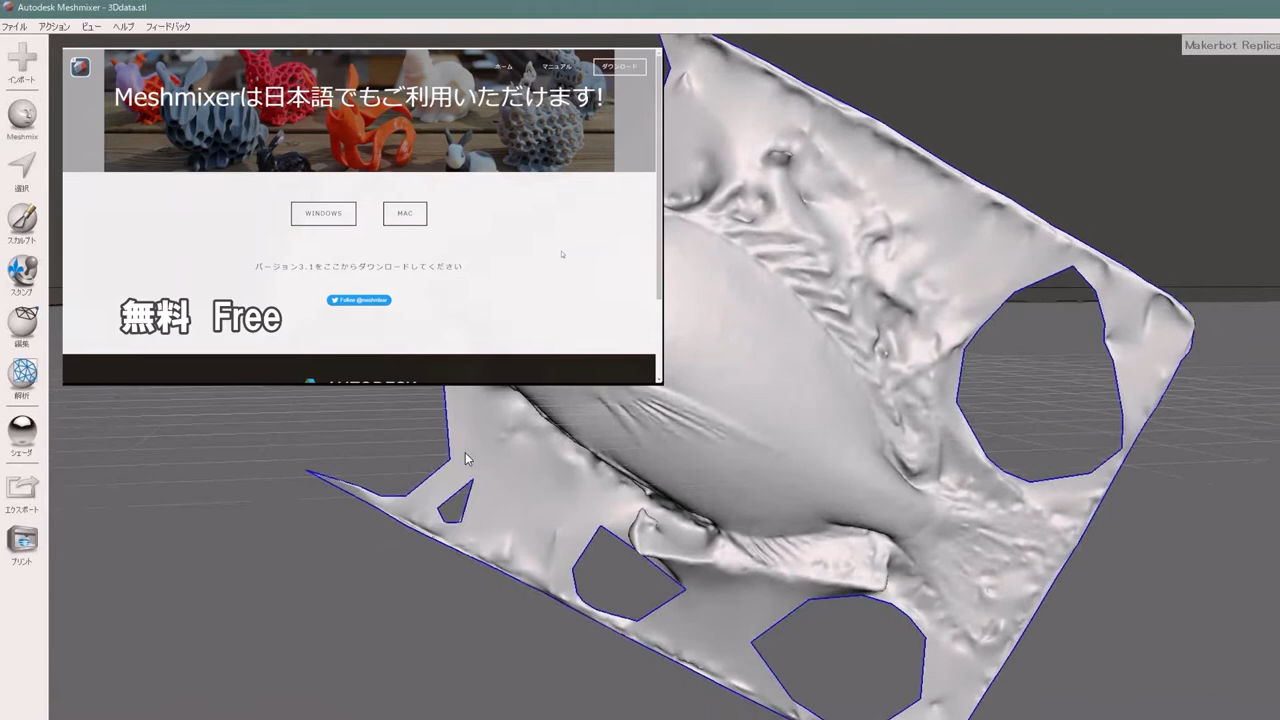 Autodesk Meshmixer - 3Ddata.stl
ファイル アクション ビュー ヘルプ フィードバック
Makerbot Replica
インポート
Meshmix
選択
スカルプト
スタンプ
編集
解析
シェーダ
エクスポート
プリント
ホーム マニュアル ダウンロード
Meshmixerは日本語でもご利用いただけます!
WINDOWS MAC
バージョン3.1をここからダウンロードしてください
Follow @meshmixer
無料 Free
AUTODESK